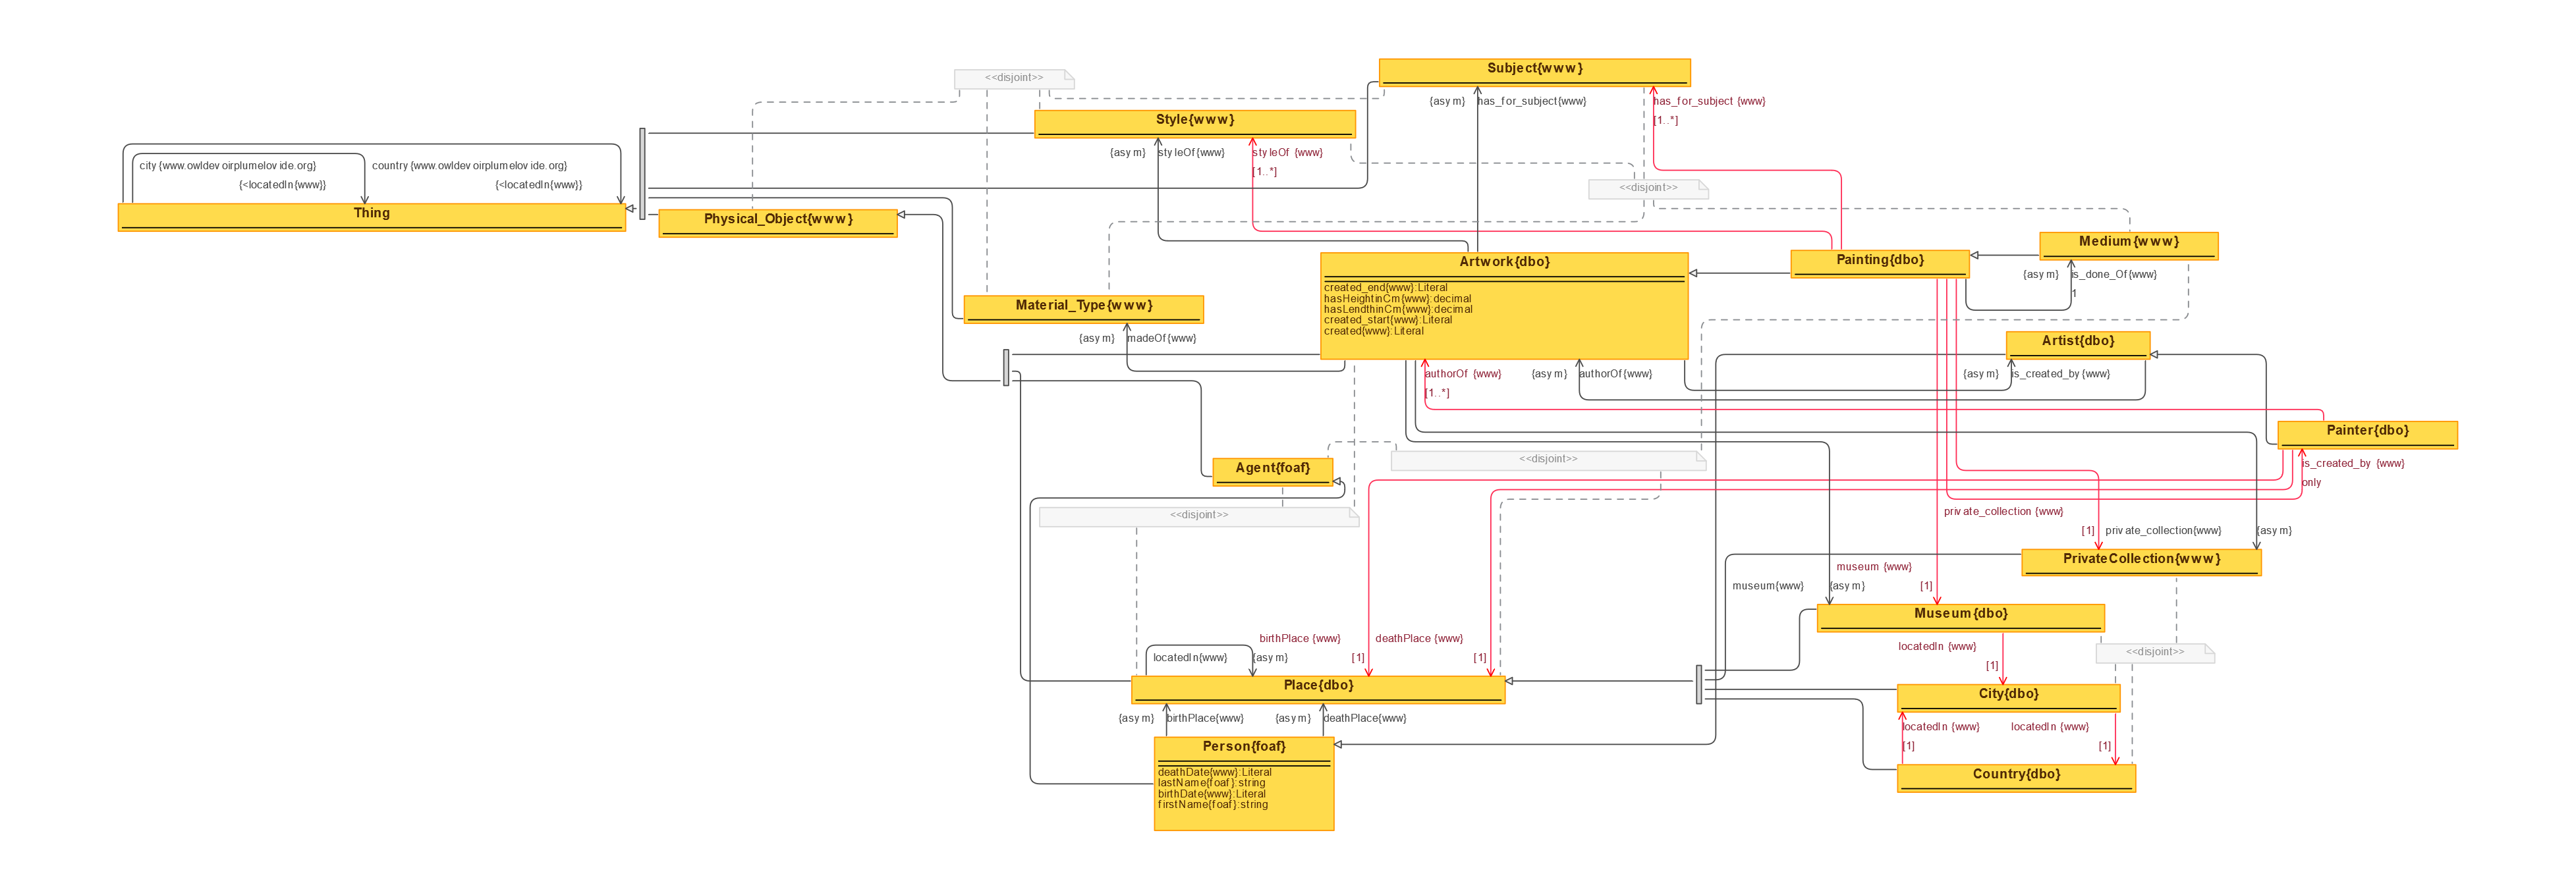 <<disjoint>>
Subject{www}
{asym} has_for_subject{www}
has_for_subject {www}
[1..*]
Style{www}
{asym} styleOf{www}
styleOf {www}
[1..*]
city {www.owldevoirplumelovide.org}
{<locatedIn{www}}
country {www.owldevoirplumelovide.org}
{<locatedIn{www}}
Thing
Physical_Object{www}
<<disjoint>>
Medium{www}
Painting{dbo}
{asym} is_done_Of{www}
1
Artwork{dbo}
created_end{www}:Literal
hasHeightinCm{www}:decimal
hasLendthinCm{www}:decimal
created_start{www}:Literal
created{www}:Literal
Material_Type{www}
{asym} madeOf{www}
Artist{dbo}
authorOf {www}
[1..*]
{asym} authorOf{www}
{asym} is_created_by{www}
Painter{dbo}
is_created_by {www}
only
<<disjoint>>
Agent{foaf}
<<disjoint>>
private_collection {www}
[1]
private_collection{www} {asym}
PrivateCollection{www}
museum {www}
[1]
museum{www} {asym}
Museum{dbo}
birthPlace {www}
[1]
deathPlace {www}
[1]
locatedIn{www} {asym}
locatedIn {www}
[1]
<<disjoint>>
Place{dbo}
City{dbo}
{asym} birthPlace{www}
{asym} deathPlace{www}
locatedIn {www}
[1]
locatedIn {www}
[1]
Person{foaf}
deathDate{www}:Literal
lastName{foaf}:string
birthDate{www}:Literal
firstName{foaf}:string
Country{dbo}